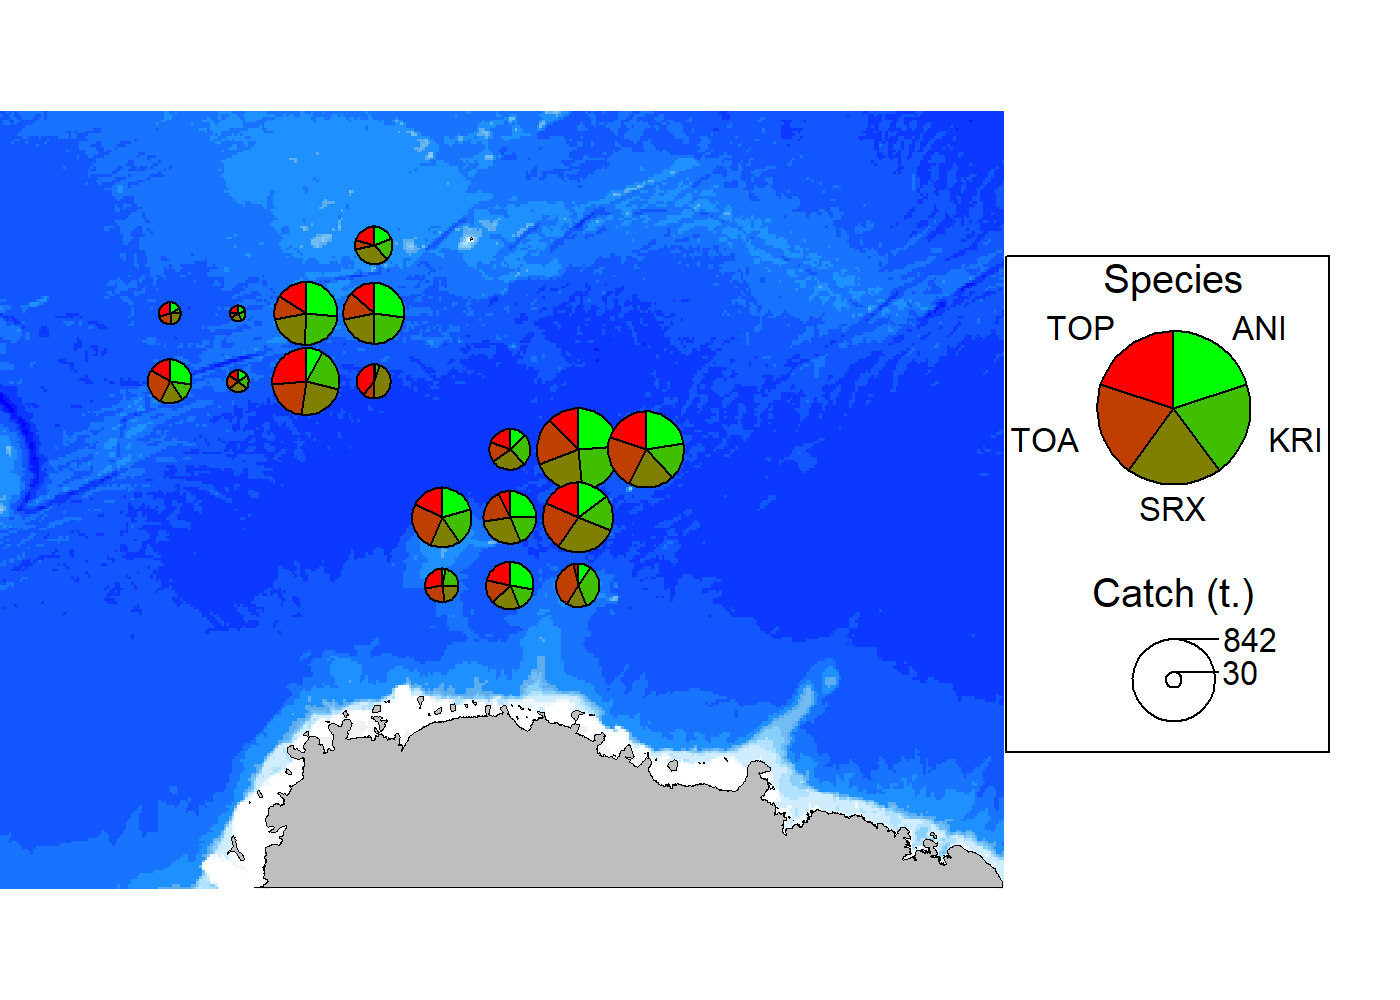 Species
TOP ANI
TOA KRI
SRX
Catch (t.)
842
30